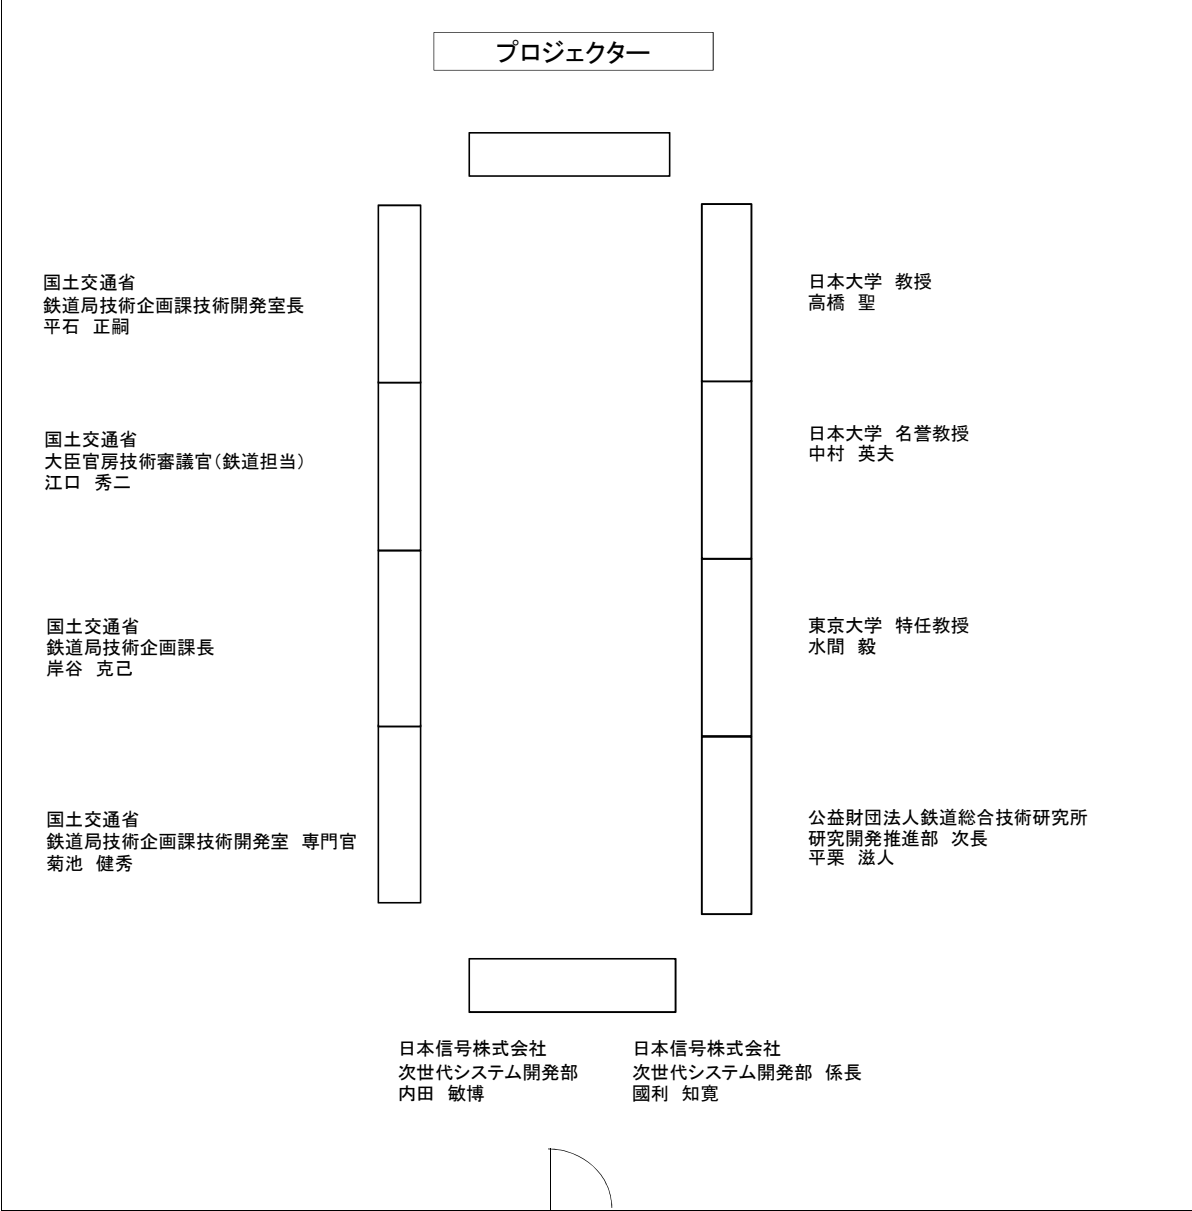 プロジェクター
国土交通省
鉄道局技術企画課技術開発室長
平石　正嗣
国土交通省
大臣官房技術審議官（鉄道担当）
江口　秀二
国土交通省
鉄道局技術企画課長
岸谷　克己
国土交通省
鉄道局技術企画課技術開発室　専門官
菊池　健秀
日本大学　教授
高橋　聖
日本大学　名誉教授
中村　英夫
東京大学　特任教授
水間　毅
公益財団法人鉄道総合技術研究所
研究開発推進部　次長
平栗　滋人
日本信号株式会社
次世代システム開発部
内田　敏博
日本信号株式会社
次世代システム開発部　係長
國利　知寛